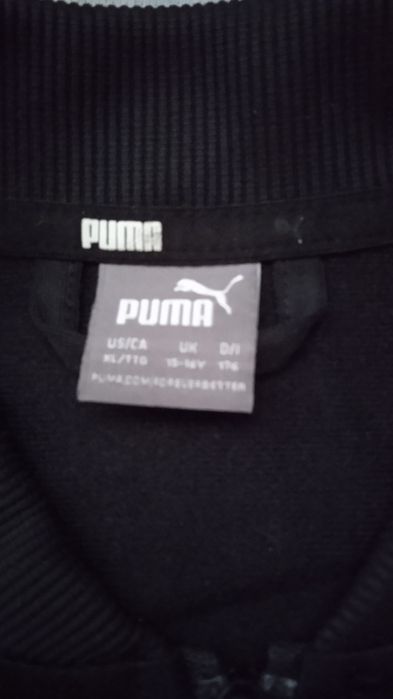 PUMA
PUMA
US/CA UK D/I
XL/TTG 15-16Y 176
PUMA.COM/FOREVERBETTER